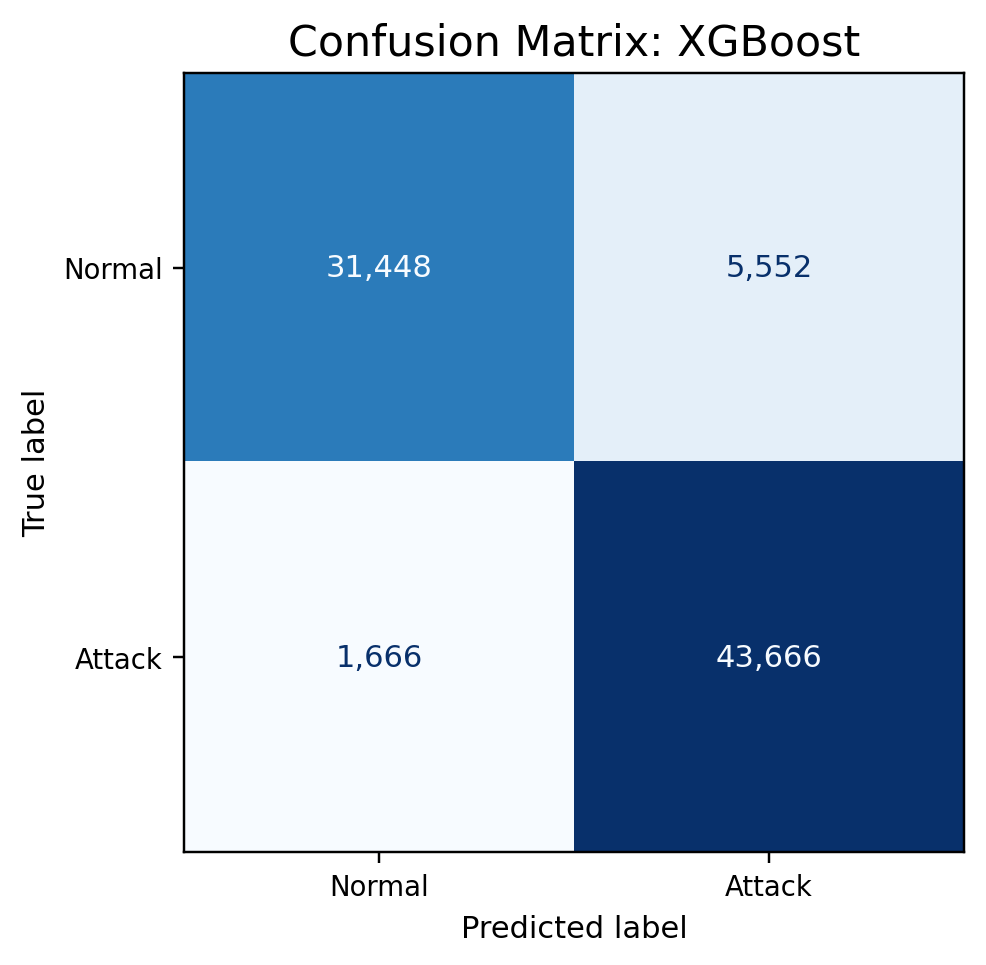 Confusion Matrix: XGBoost
Normal
31,448
5,552
True label
Attack
1,666
43,666
Normal
Attack
Predicted label